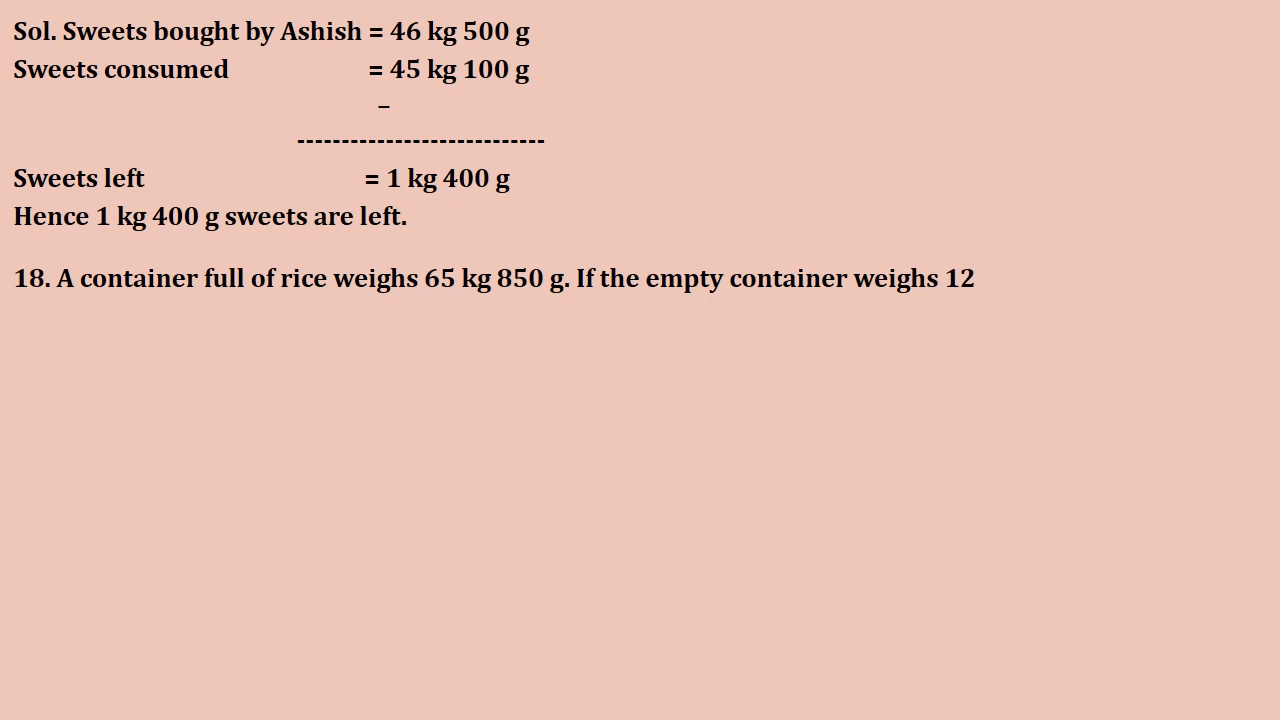 Sol. Sweets bought by Ashish = 46 kg 500 g
Sweets consumed = 45 kg 100 g
–
----------------------------
Sweets left = 1 kg 400 g
Hence 1 kg 400 g sweets are left.
18. A container full of rice weighs 65 kg 850 g. If the empty container weighs 12